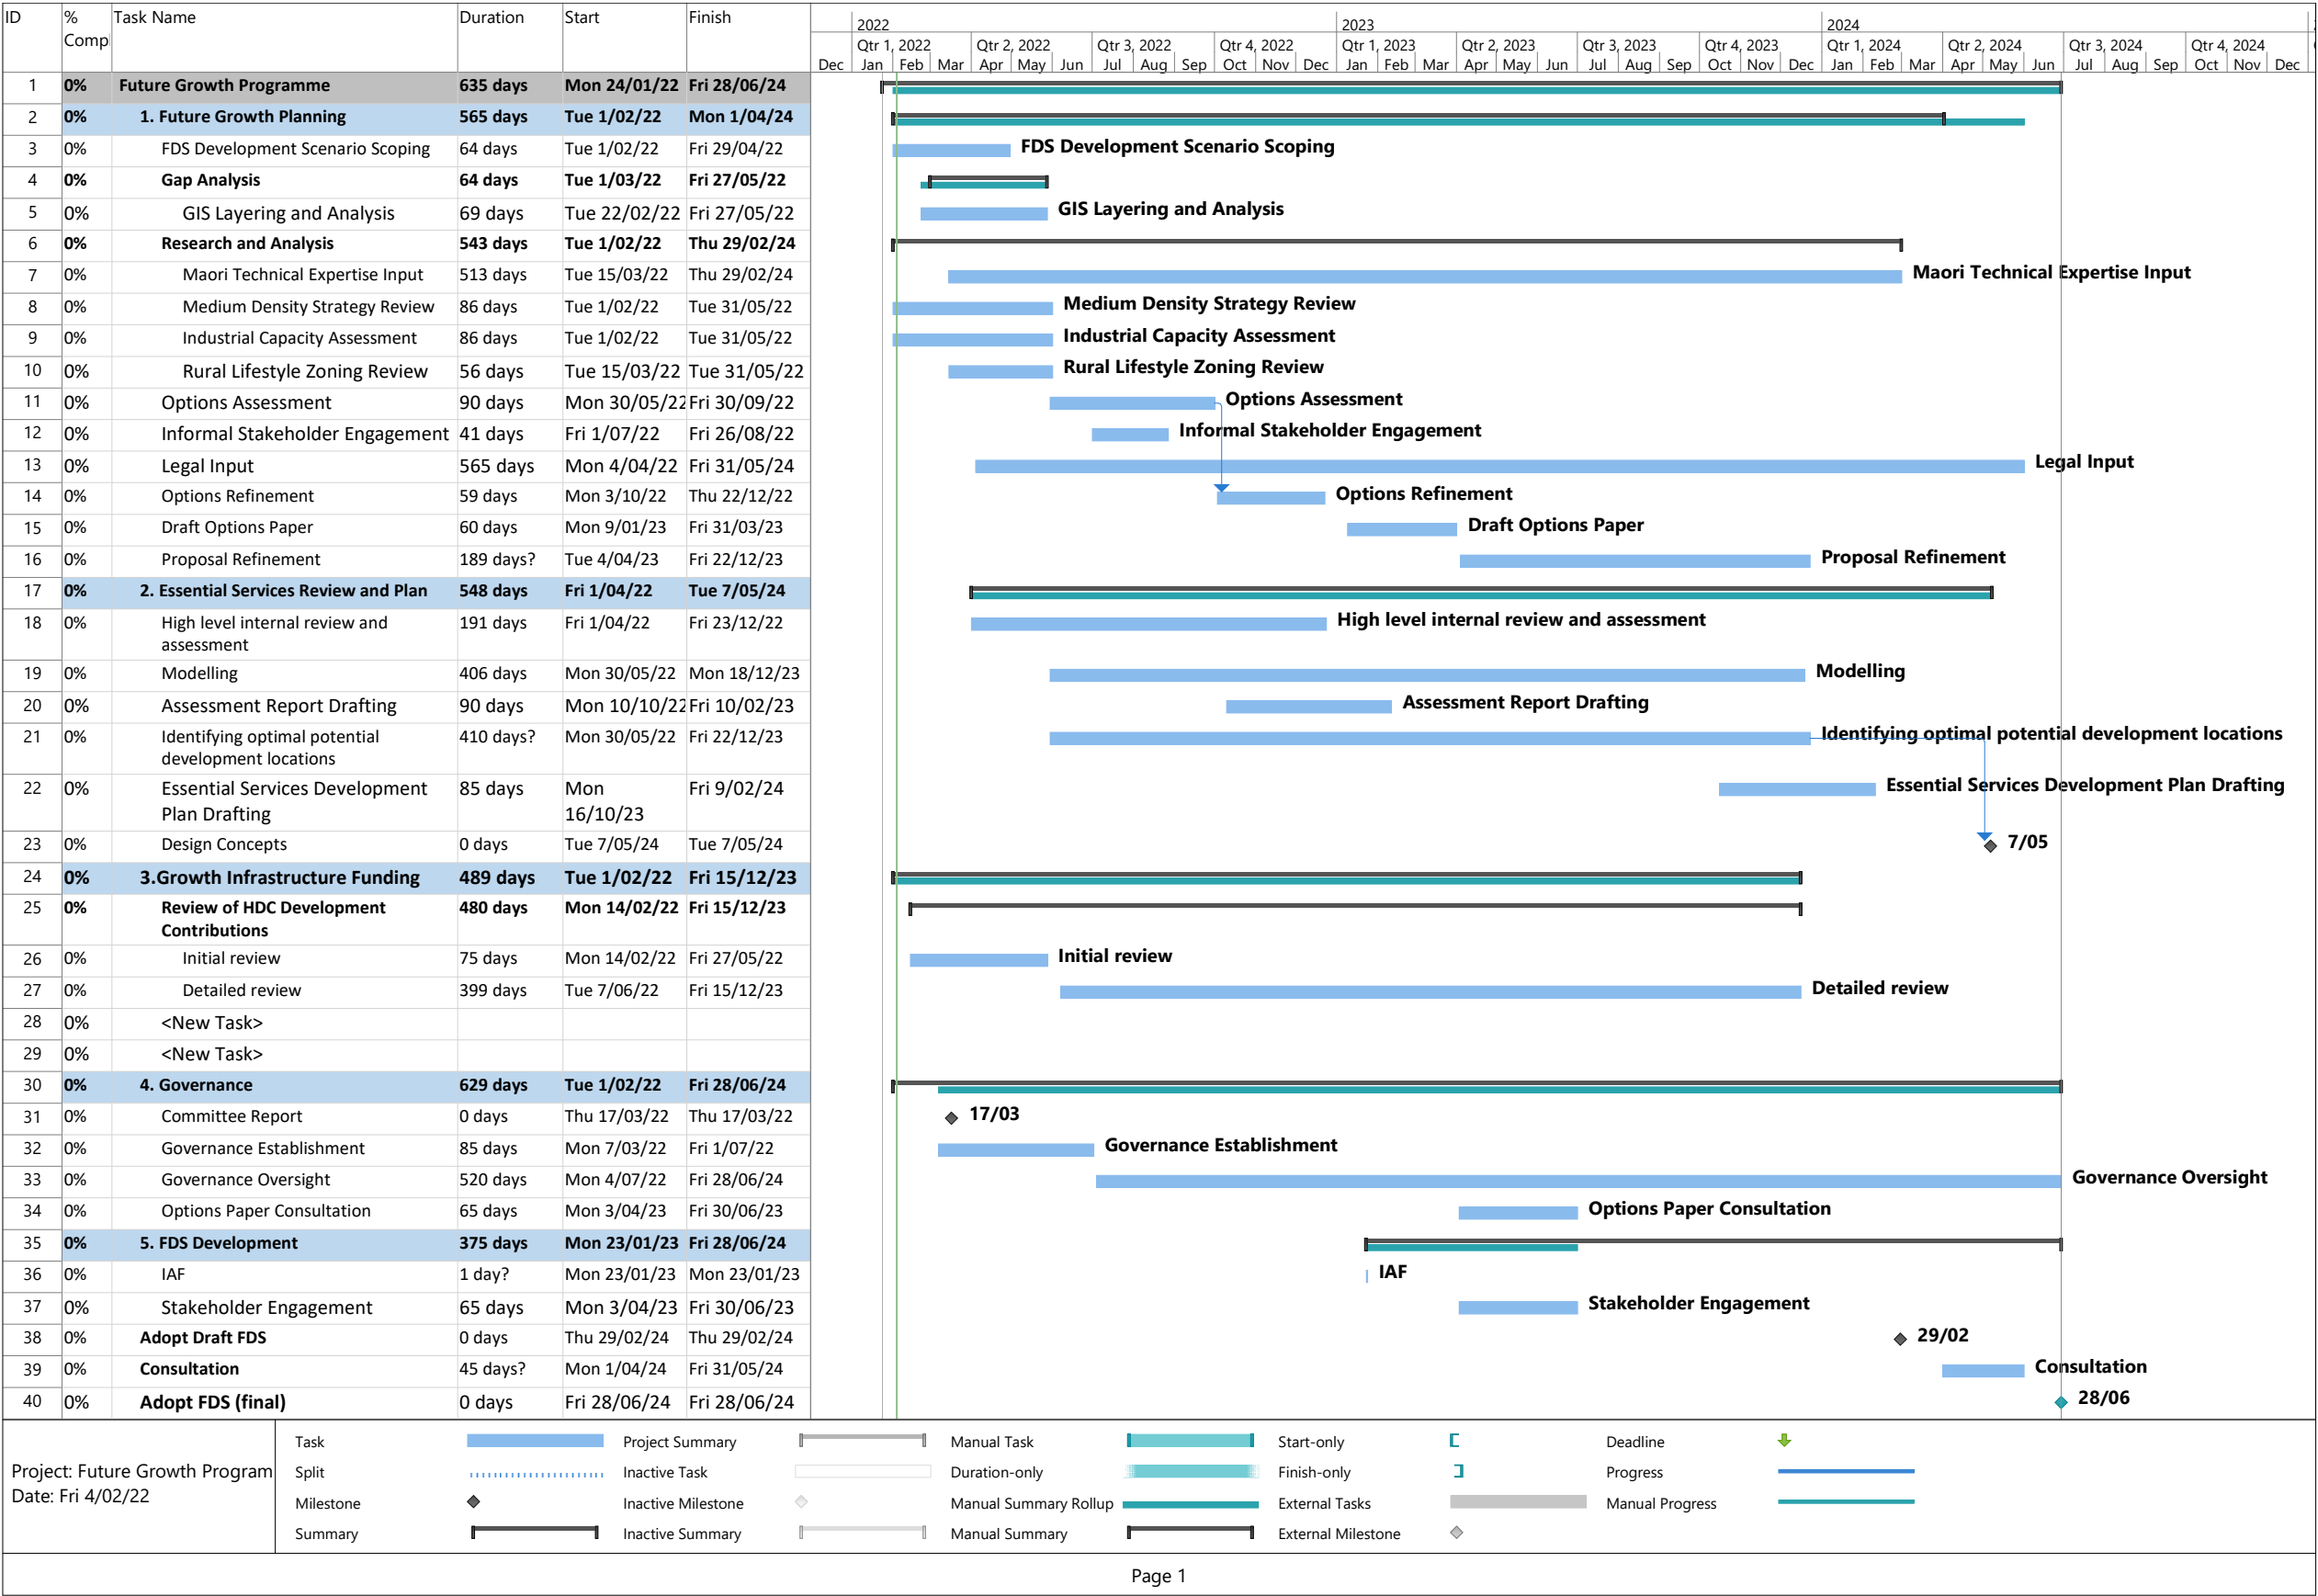 ID % Comp Task Name Duration Start Finish
2022 2023 2024
Qtr 1, 2022 Qtr 2, 2022 Qtr 3, 2022 Qtr 4, 2022 Qtr 1, 2023 Qtr 2, 2023 Qtr 3, 2023 Qtr 4, 2023 Qtr 1, 2024 Qtr 2, 2024 Qtr 3, 2024 Qtr 4, 2024
Dec Jan Feb Mar Apr May Jun Jul Aug Sep Oct Nov Dec Jan Feb Mar Apr May Jun Jul Aug Sep Oct Nov Dec Jan Feb Mar Apr May Jun Jul Aug Sep Oct Nov Dec
1 0% Future Growth Programme 635 days Mon 24/01/22 Fri 28/06/24
2 0% 1. Future Growth Planning 565 days Tue 1/02/22 Mon 1/04/24
3 0% FDS Development Scenario Scoping 64 days Tue 1/02/22 Fri 29/04/22 FDS Development Scenario Scoping
4 0% Gap Analysis 64 days Tue 1/03/22 Fri 27/05/22
5 0% GIS Layering and Analysis 69 days Tue 22/02/22 Fri 27/05/22 GIS Layering and Analysis
6 0% Research and Analysis 543 days Tue 1/02/22 Thu 29/02/24
7 0% Maori Technical Expertise Input 513 days Tue 15/03/22 Thu 29/02/24 Maori Technical Expertise Input
8 0% Medium Density Strategy Review 86 days Tue 1/02/22 Tue 31/05/22 Medium Density Strategy Review
9 0% Industrial Capacity Assessment 86 days Tue 1/02/22 Tue 31/05/22 Industrial Capacity Assessment
10 0% Rural Lifestyle Zoning Review 56 days Tue 15/03/22 Tue 31/05/22 Rural Lifestyle Zoning Review
11 0% Options Assessment 90 days Mon 30/05/22 Fri 30/09/22 Options Assessment
12 0% Informal Stakeholder Engagement 41 days Fri 1/07/22 Fri 26/08/22 Informal Stakeholder Engagement
13 0% Legal Input 565 days Mon 4/04/22 Fri 31/05/24 Legal Input
14 0% Options Refinement 59 days Mon 3/10/22 Thu 22/12/22 Options Refinement
15 0% Draft Options Paper 60 days Mon 9/01/23 Fri 31/03/23 Draft Options Paper
16 0% Proposal Refinement 189 days? Tue 4/04/23 Fri 22/12/23 Proposal Refinement
17 0% 2. Essential Services Review and Plan 548 days Fri 1/04/22 Tue 7/05/24
18 0% High level internal review and 191 days Fri 1/04/22 Fri 23/12/22 High level internal review and assessment
assessment
19 0% Modelling 406 days Mon 30/05/22 Mon 18/12/23 Modelling
20 0% Assessment Report Drafting 90 days Mon 10/10/22 Fri 10/02/23 Assessment Report Drafting
21 0% Identifying optimal potential 410 days? Mon 30/05/22 Fri 22/12/23 Identifying optimal potential development locations
development locations
22 0% Essential Services Development 85 days Mon Fri 9/02/24 Essential Services Development Plan Drafting
Plan Drafting 16/10/23
23 0% Design Concepts 0 days Tue 7/05/24 Tue 7/05/24 7/05
24 0% 3.Growth Infrastructure Funding 489 days Tue 1/02/22 Fri 15/12/23
25 0% Review of HDC Development 480 days Mon 14/02/22 Fri 15/12/23
Contributions
26 0% Initial review 75 days Mon 14/02/22 Fri 27/05/22 Initial review
27 0% Detailed review 399 days Tue 7/06/22 Fri 15/12/23 Detailed review
28 0% <New Task>
29 0% <New Task>
30 0% 4. Governance 629 days Tue 1/02/22 Fri 28/06/24
31 0% Committee Report 0 days Thu 17/03/22 Thu 17/03/22 17/03
32 0% Governance Establishment 85 days Mon 7/03/22 Fri 1/07/22 Governance Establishment
33 0% Governance Oversight 520 days Mon 4/07/22 Fri 28/06/24 Governance Oversight
34 0% Options Paper Consultation 65 days Mon 3/04/23 Fri 30/06/23 Options Paper Consultation
35 0% 5. FDS Development 375 days Mon 23/01/23 Fri 28/06/24
36 0% IAF 1 day? Mon 23/01/23 Mon 23/01/23 IAF
37 0% Stakeholder Engagement 65 days Mon 3/04/23 Fri 30/06/23 Stakeholder Engagement
38 0% Adopt Draft FDS 0 days Thu 29/02/24 Thu 29/02/24 29/02
39 0% Consultation 45 days? Mon 1/04/24 Fri 31/05/24 Consultation
40 0% Adopt FDS (final) 0 days Fri 28/06/24 Fri 28/06/24 28/06
Project: Future Growth Program
Date: Fri 4/02/22
Task Project Summary Manual Task Start-only Deadline
Split Inactive Task Duration-only Finish-only Progress
Milestone Inactive Milestone Manual Summary Rollup External Tasks Manual Progress
Summary Inactive Summary Manual Summary External Milestone
Page 1